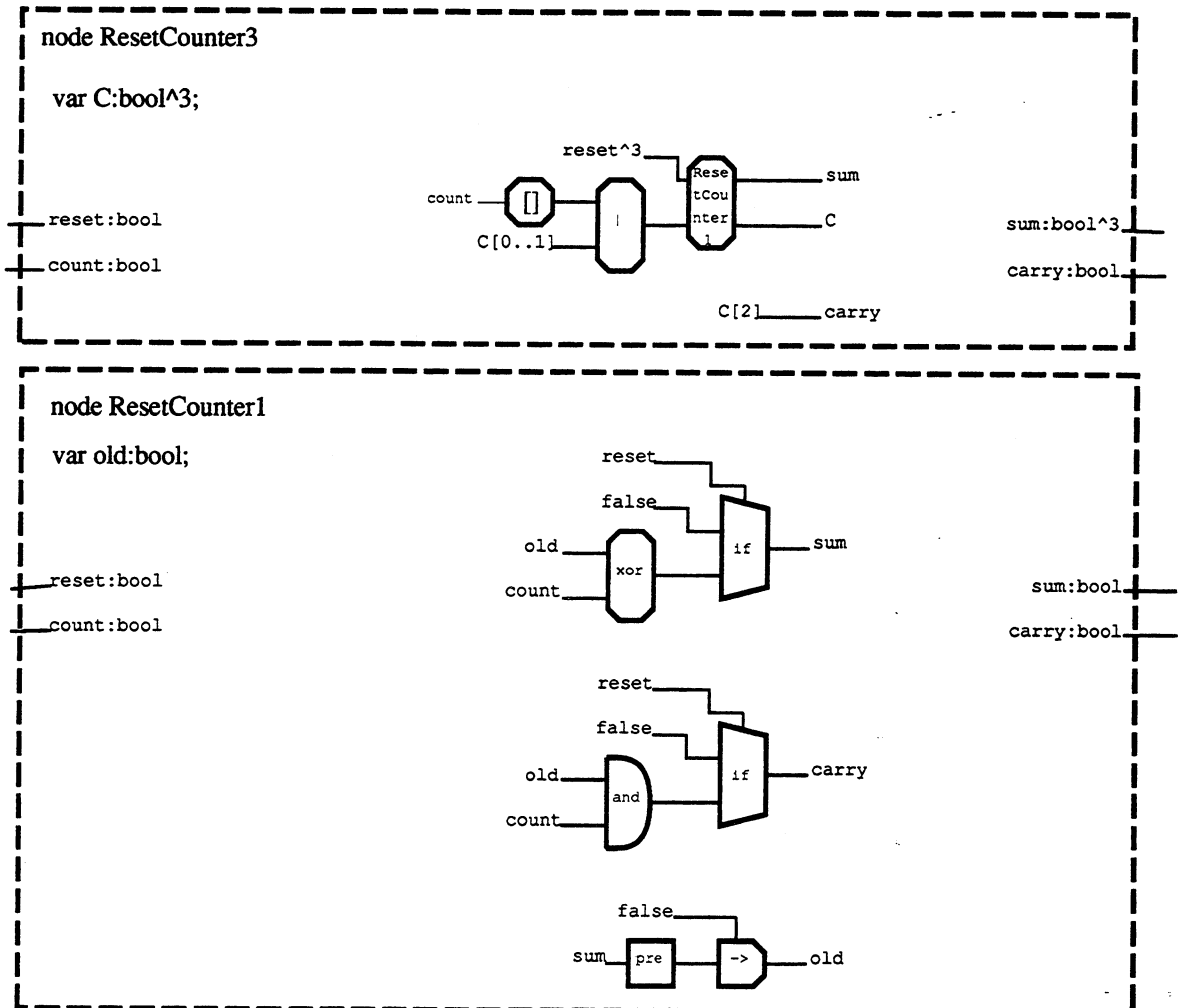 node ResetCounter3
var C:bool^3;
reset^3
Rese
tCou
nter
1
sum
count
[]
|
C
C[0..1]
reset:bool
count:bool
sum:bool^3
carry:bool
C[2]
carry
node ResetCounter1
var old:bool;
reset
false
old
xor
count
if
sum
reset:bool
count:bool
sum:bool
carry:bool
reset
false
old
and
count
if
carry
false
sum
pre
->
old